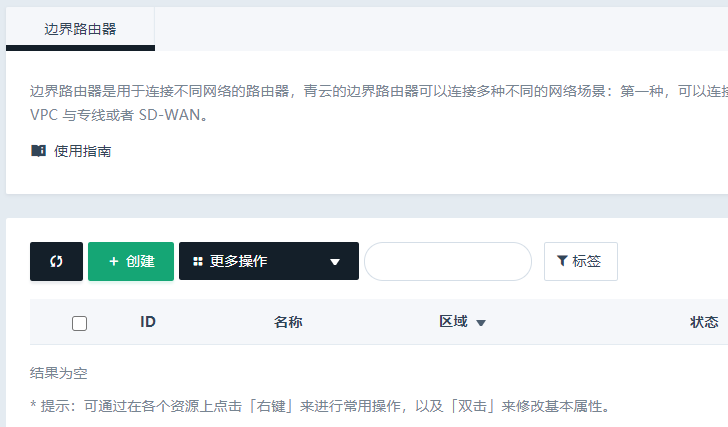 边界路由器
边界路由器是用于连接不同网络的路由器，青云的边界路由器可以连接多种不同的网络场景：第一种，可以连接
VPC 与专线或者 SD-WAN。
使用指南
+ 创建 更多操作 标签
ID 名称 区域 状态
结果为空
* 提示：可通过在各个资源上点击「右键」来进行常用操作，以及「双击」来修改基本属性。